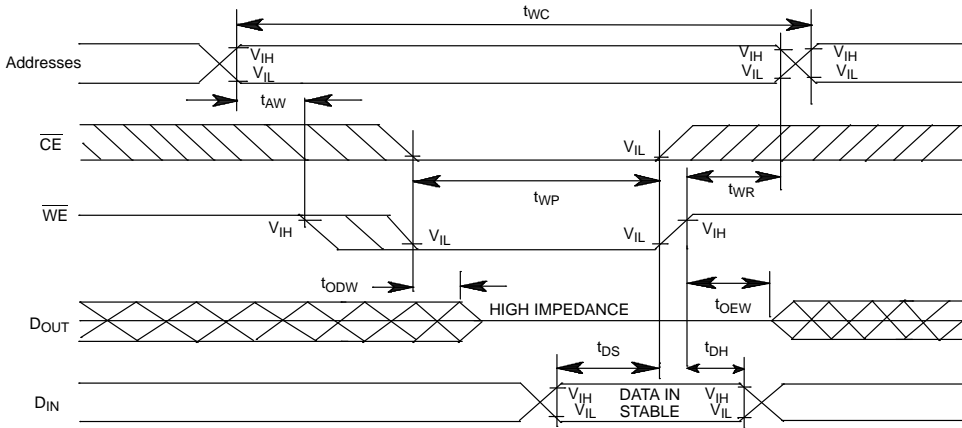 tWC
Addresses
VIH
VIL
VIH
VIL
VIH
VIL
tAW
CE
VIL
tWP
tWR
WE
VIH
VIL
VIL
VIH
tODW
HIGH IMPEDANCE
tOEW
DOUT
tDS
tDH
DIN
VIH
VIL
DATA IN
STABLE
VIH
VIL